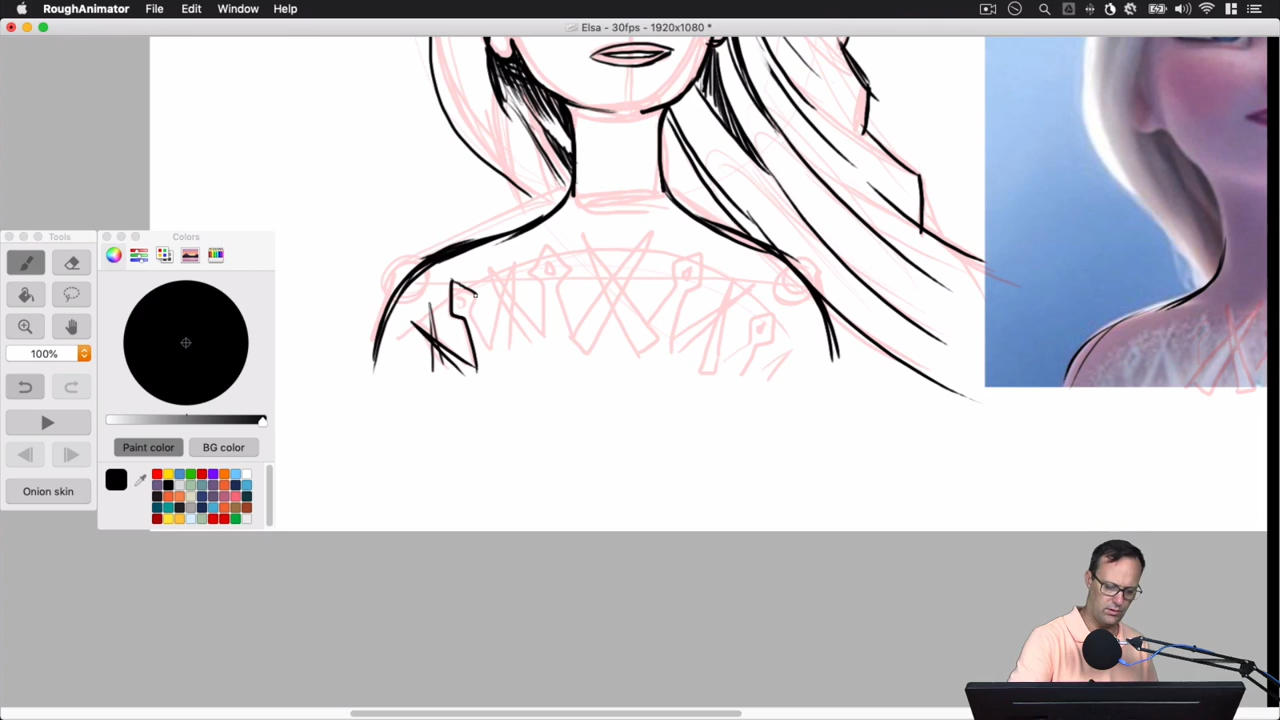 RoughAnimator File Edit Window Help
Elsa - 30fps - 1920x1080 *
Tools
Colors
100%
Paint color
BG color
Onion skin